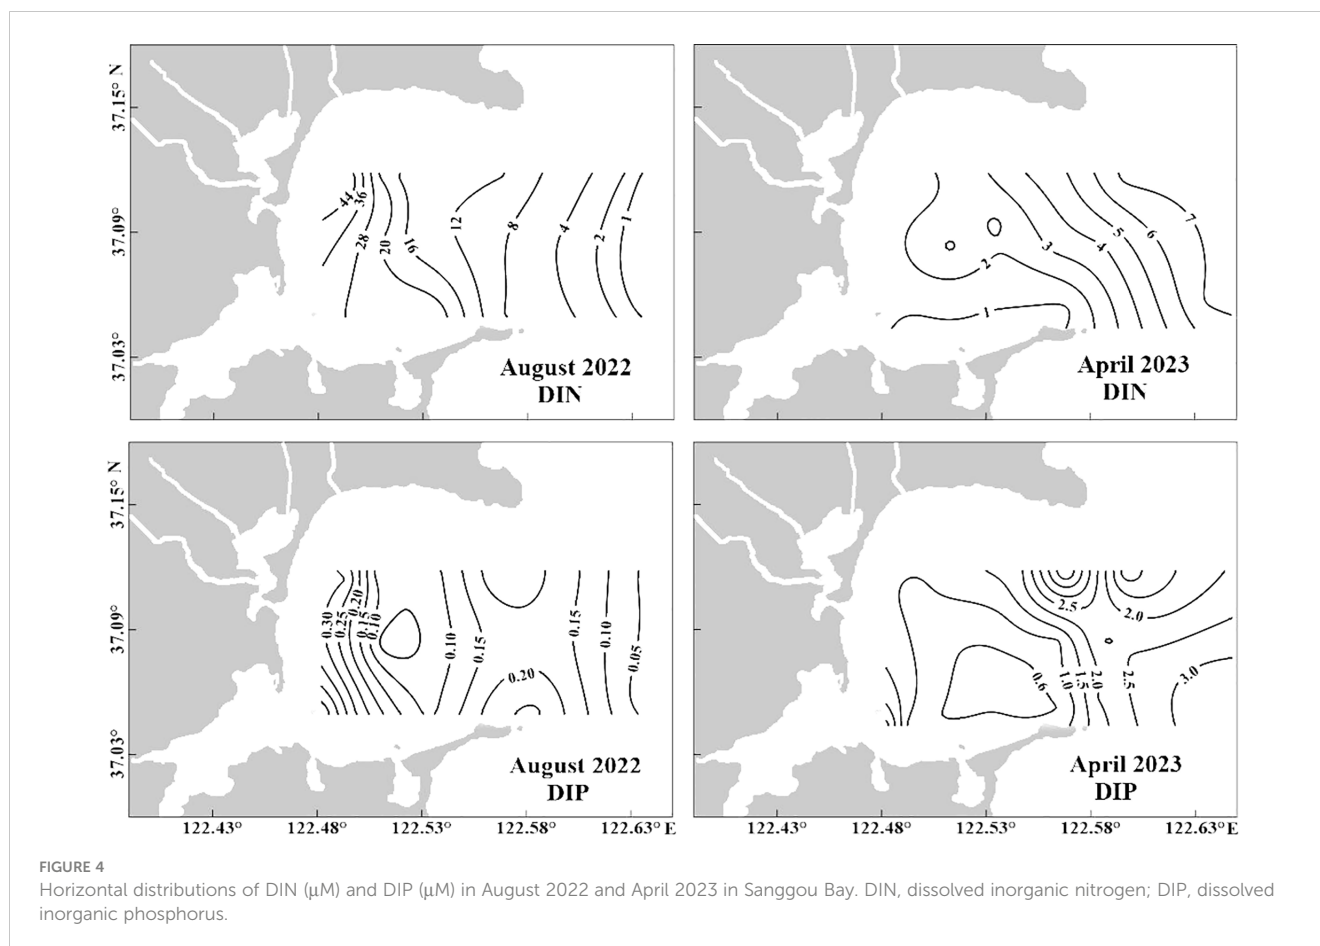 37.15° N
37.09°
37.03°
44
36
28
20
16
12
8
4
2
1
August 2022
DIN
1
2
3
4
5
6
7
April 2023
DIN
37.15° N
37.09°
37.03°
0.30
0.25
0.20
0.15
0.10
0.10
0.15
0.20
0.15
0.10
0.05
August 2022
DIP
0.6
1.0
1.5
2.0
2.5
2.5
2.0
3.0
April 2023
DIP
122.43° 122.48° 122.53° 122.58° 122.63° E
122.43° 122.48° 122.53° 122.58° 122.63° E
FIGURE 4
Horizontal distributions of DIN (μM) and DIP (μM) in August 2022 and April 2023 in Sanggou Bay. DIN, dissolved inorganic nitrogen; DIP, dissolved
inorganic phosphorus.